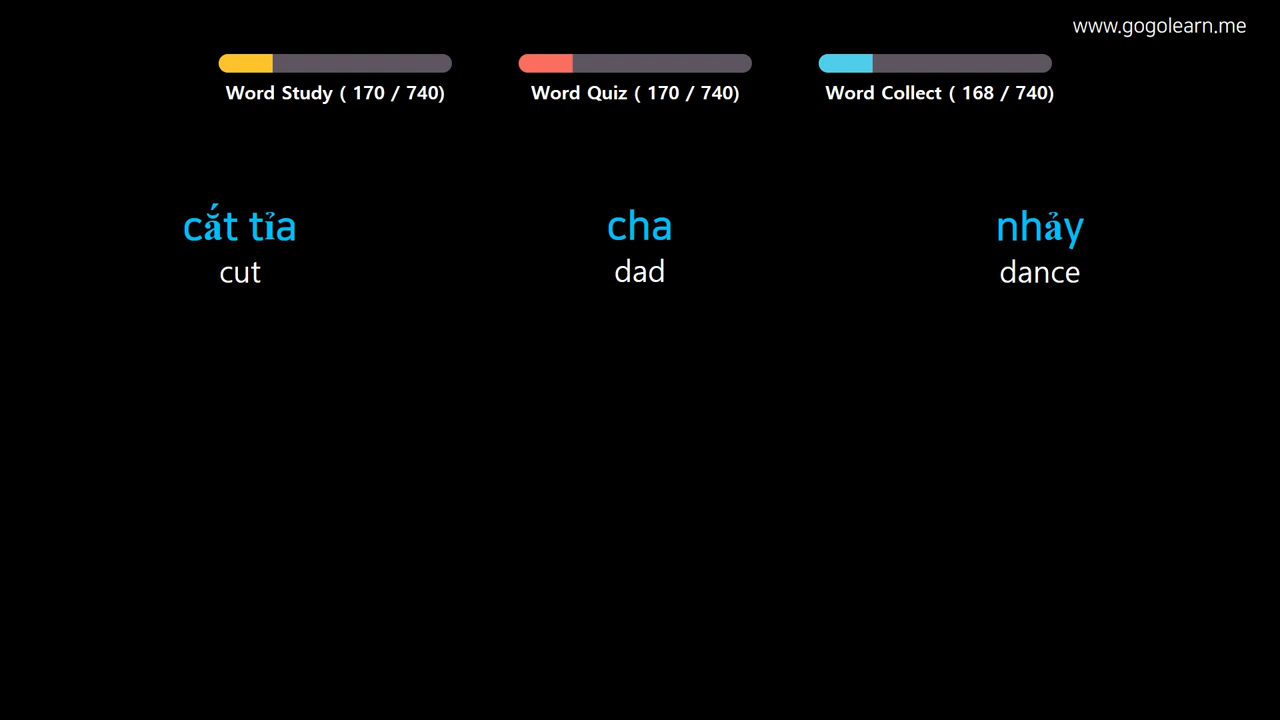 www.gogolearn.me
Word Study ( 170 / 740)
Word Quiz ( 170 / 740)
Word Collect ( 168 / 740)
cắt tỉa
cut
cha
dad
nhảy
dance